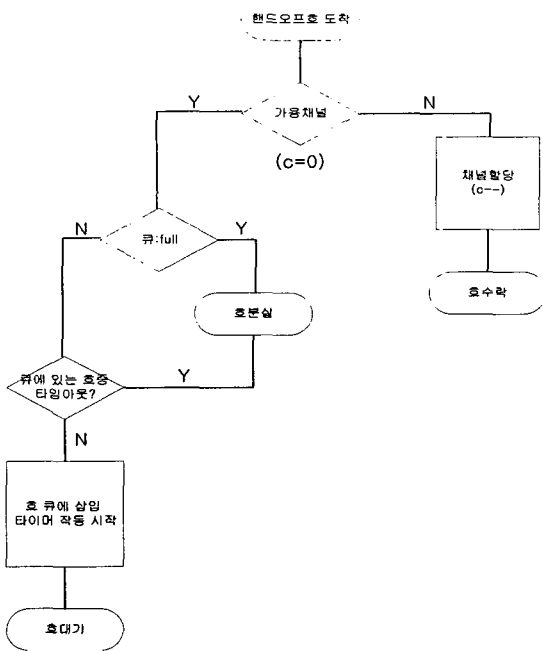 핸드오프호 도착
Y
가용채널
N
(c=0)
채널할당
(c--)
N
큐:full
Y
호분실
호수락
큐에 있는 호중
타임아웃?
Y
N
호 큐에 삽입
타이머 작동 시작
호대기